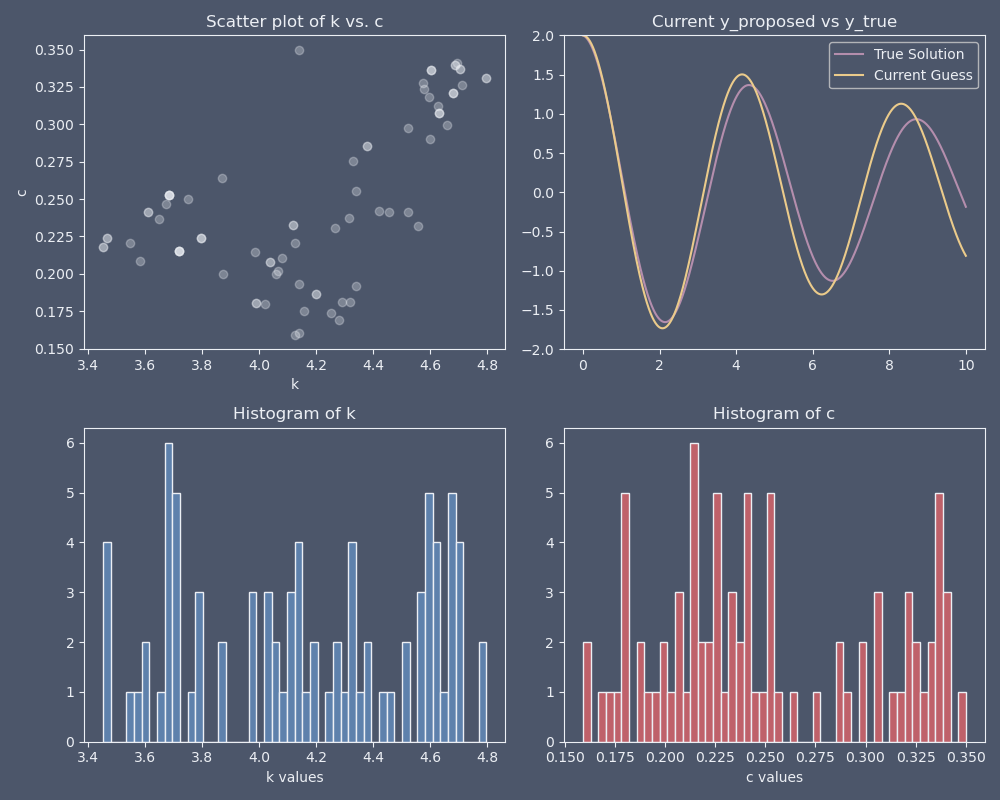 Scatter plot of k vs. c
0.350
0.325
0.300
0.275
0.250
0.225
0.200
0.175
0.150
c
3.4 3.6 3.8 4.0 4.2 4.4 4.6 4.8
k
Current y_proposed vs y_true
True Solution
Current Guess
2.0
1.5
1.0
0.5
0.0
−0.5
−1.0
−1.5
−2.0
0 2 4 6 8 10
Histogram of k
6
5
4
3
2
1
0
3.4 3.6 3.8 4.0 4.2 4.4 4.6 4.8
k values
Histogram of c
6
5
4
3
2
1
0
0.150 0.175 0.200 0.225 0.250 0.275 0.300 0.325 0.350
c values